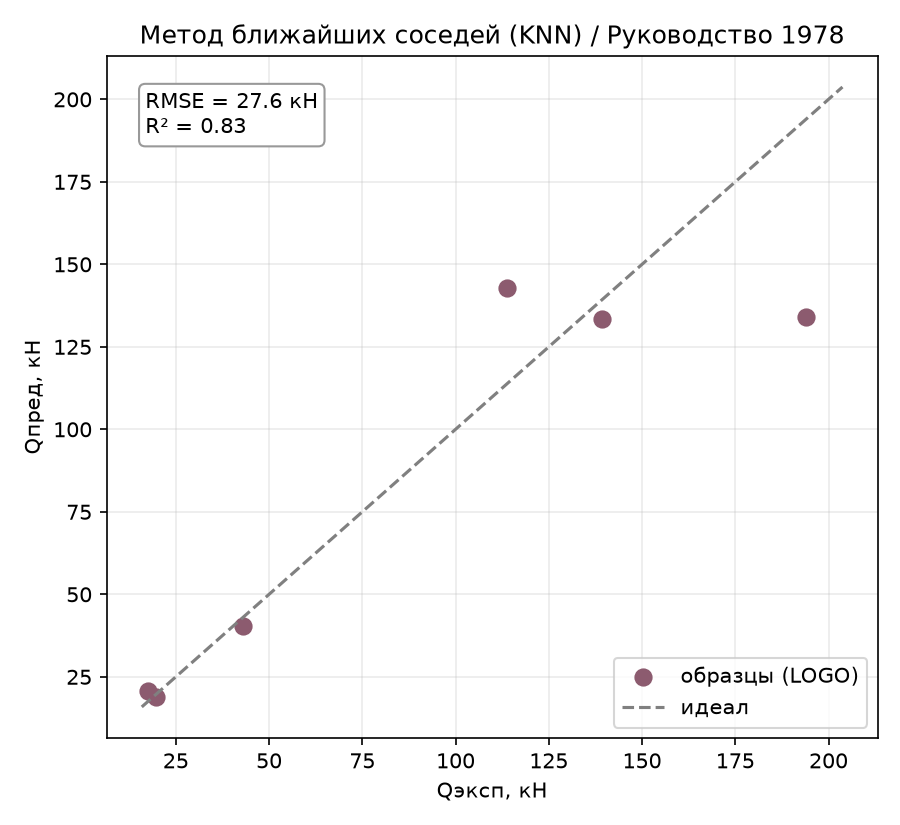 Метод ближайших соседей (KNN) / Руководство 1978
RMSE = 27.6 кН
R² = 0.83
200
175
150
125
100
75
50
25
Qпред, кН
образцы (LOGO)
идеал
25
50
75
100
125
150
175
200
Qэксп, кН